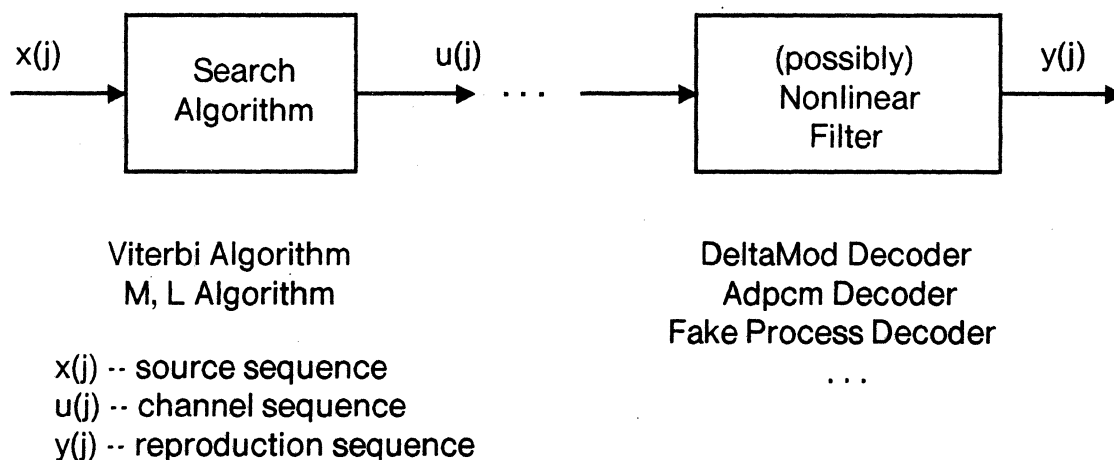 x(j)
Search
Algorithm
u(j)
. . .
(possibly)
Nonlinear
Filter
y(j)
Viterbi Algorithm
M, L Algorithm
DeltaMod Decoder
Adpcm Decoder
Fake Process Decoder
. . .
x(j) -- source sequence
u(j) -- channel sequence
y(j) -- reproduction sequence